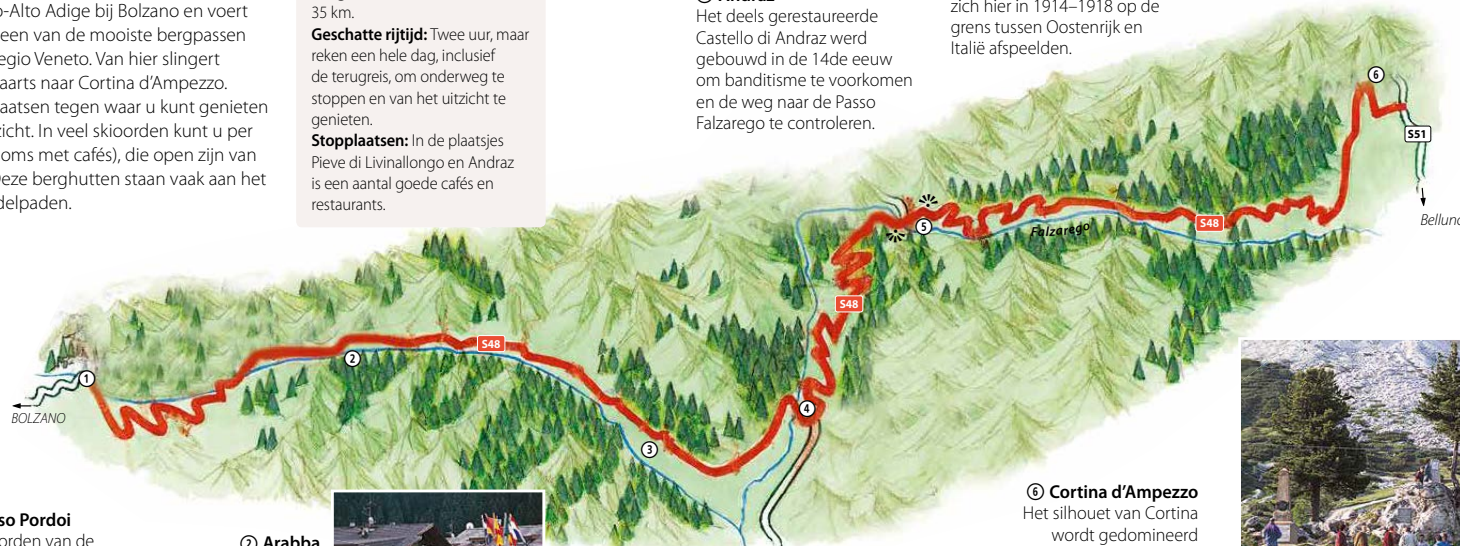 o-Alto Adige bij Bolzano en voert
een van de mooiste bergpassen
egio Veneto. Van hier slingert
aarts naar Cortina d'Ampezzo.
aatsen tegen waar u kunt genieten
zicht. In veel skioorden kunt u per
oms met cafés), die open zijn van
Deze berghutten staan vaak aan het
delpaden.
35 km.
Geschatte rijtijd: Twee uur, maar
reken een hele dag, inclusief
de terugreis, om onderweg te
stoppen en van het uitzicht te
genieten.
Stopplaatsen: In de plaatsjes
Pieve di Livinallongo en Andraz
is een aantal goede cafés en
restaurants.
Andraz
Het deels gerestaureerde
Castello di Andraz werd
gebouwd in de 14de eeuw
om banditisme te voorkomen
en de weg naar de Passo
Falzarego te controleren.
zich hier in 1914–1918 op de
grens tussen Oostenrijk en
Italië afspeelden.
6
S51
Bellun
5
Falzarego
S48
S48
S48
2
1
BOLZANO
4
3
so Pordoi
orden van de
② Arabba
⑥ Cortina d'Ampezzo
Het silhouet van Cortina
wordt gedomineerd